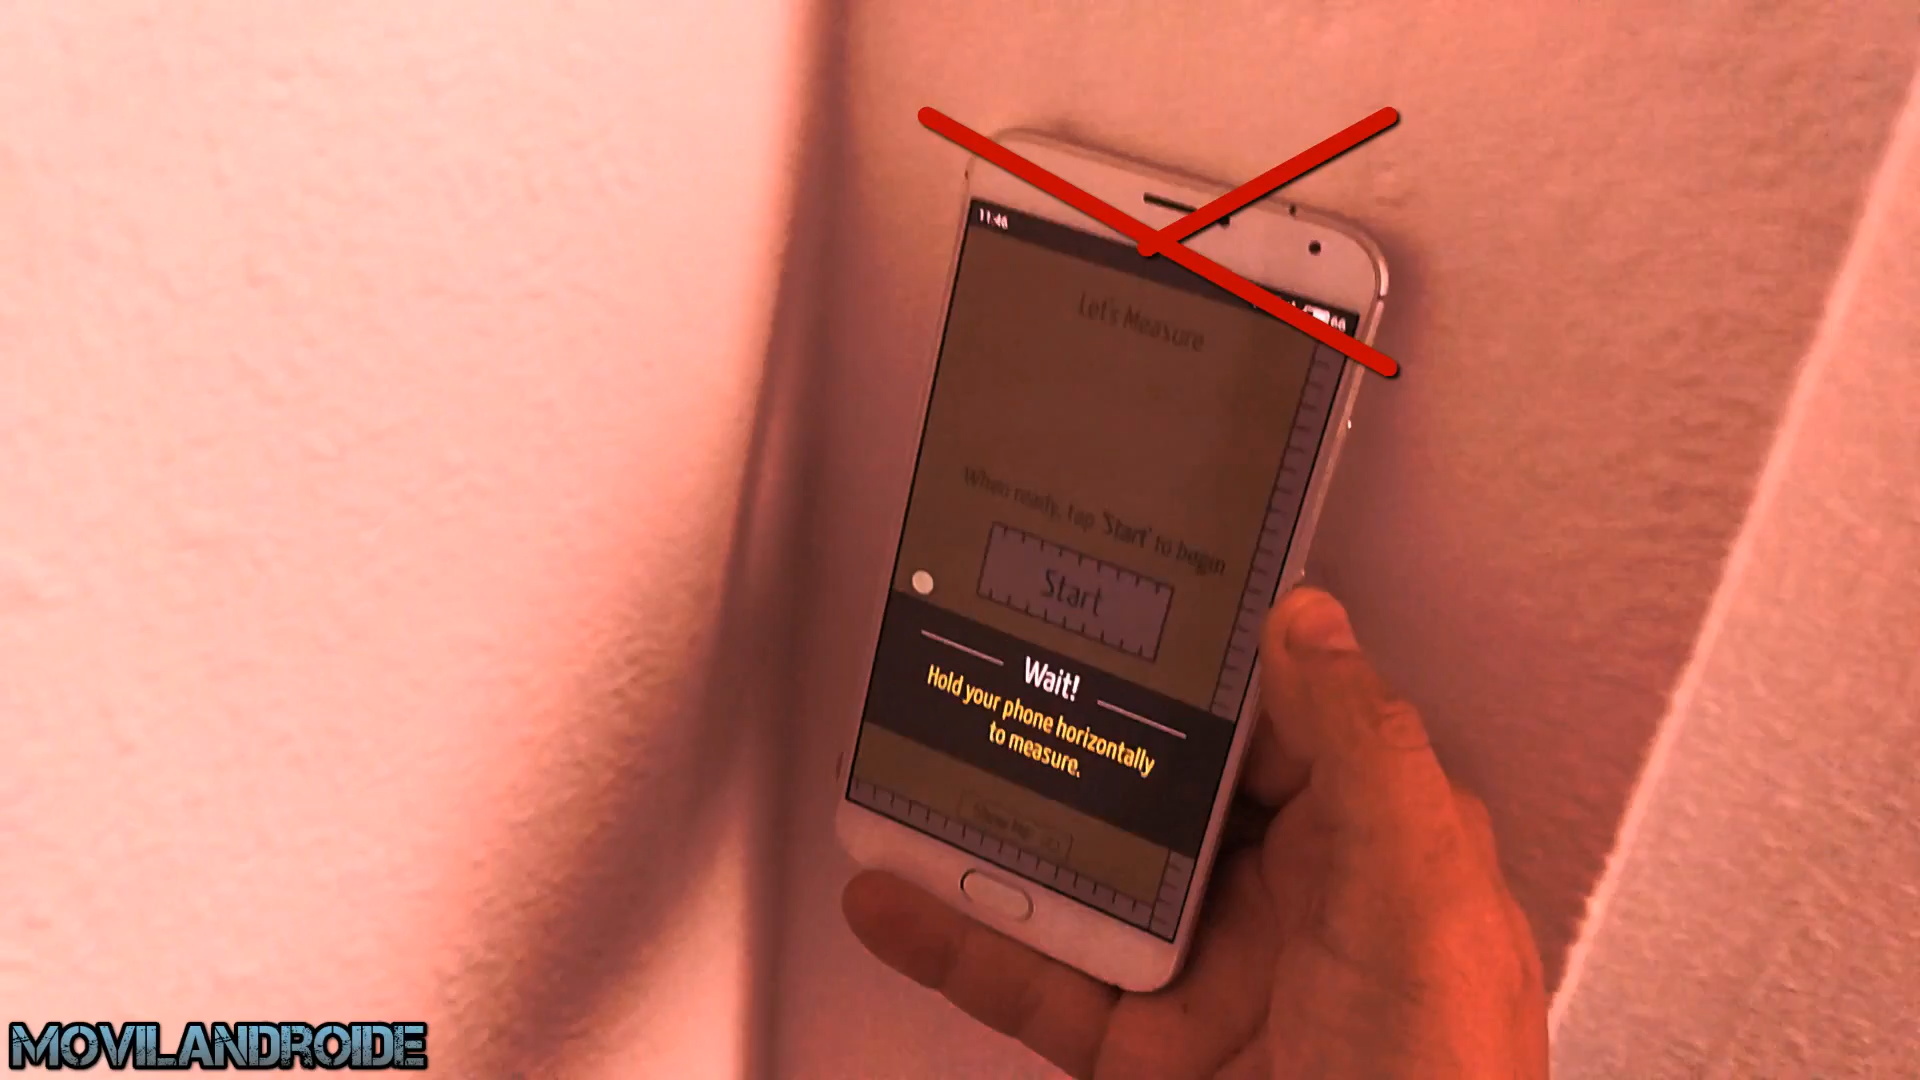 11:46
Let's Measure
When ready, tap 'Start' to begin
Start
Wait!
Hold your phone horizontally
to measure.
MOVILANDROIDE